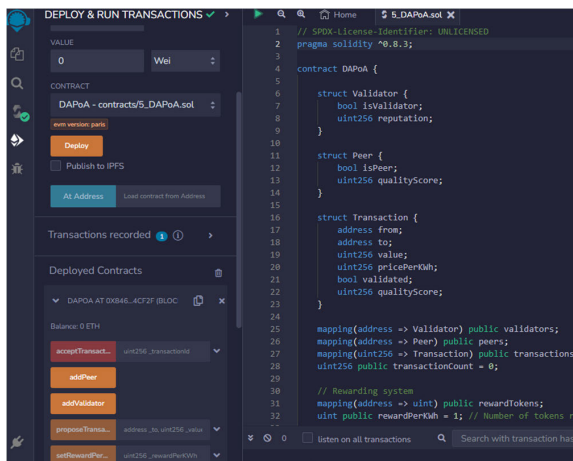 DEPLOY & RUN TRANSACTIONS
VALUE
0
Wei
CONTRACT
DAPoA - contracts/5_DAPoA.sol
evm version: paris
Deploy
Publish to IPFS
At Address
Load contract from Address
Transactions recorded 1
Deployed Contracts
DAPOA AT 0XB46...4CF2F (BLOC
Balance: 0 ETH
acceptTransact... uint256 _transactionId
addPeer
addValidator
proposeTransa... address _to, uint256 _value
setRewardPer... uint256 _rewardPerKWh
Home
5_DAPoA.sol
1 // SPDX-License-Identifier: UNLICENSED
2 pragma solidity ^0.8.3;
3
4 contract DAPoA {
5
6 struct Validator {
7 bool isValidator;
8 uint256 reputation;
9 }
10
11 struct Peer {
12 bool isPeer;
13 uint256 qualityScore;
14 }
15
16 struct Transaction {
17 address from;
18 address to;
19 uint256 value;
20 uint256 pricePerKWh;
21 bool validated;
22 uint256 qualityScore;
23 }
24
25 mapping(address => Validator) public validators;
26 mapping(address => Peer) public peers;
27 mapping(uint256 => Transaction) public transactions
28 uint256 public transactionCount = 0;
29
30 // Rewarding system
31 mapping(address => uint) public rewardTokens;
32 uint public rewardPerKWh = 1; // Number of tokens
0
listen on all transactions
Search with transaction has